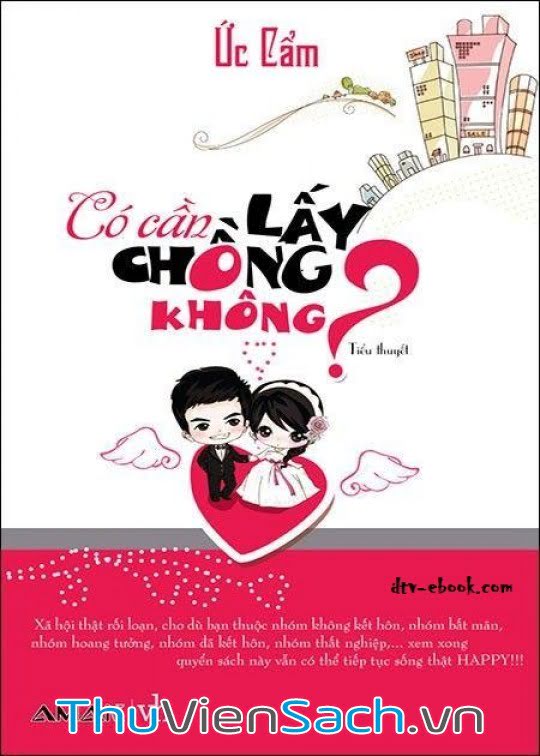 Ức Cẩm
Có cần LẤY
CHỒNG
KHÔNG?
Tiểu thuyết
dtv-ebook.com
Xã hội thật rối loạn, cho dù bạn thuộc nhóm không kết hôn, nhóm bất mãn,
nhóm hoang tưởng, nhóm đã kết hôn, nhóm thất nghiệp,... xem xong
quyển sách này vẫn có thể tiếp tục sống thật HAPPY!!!
ThuVienSach.vn